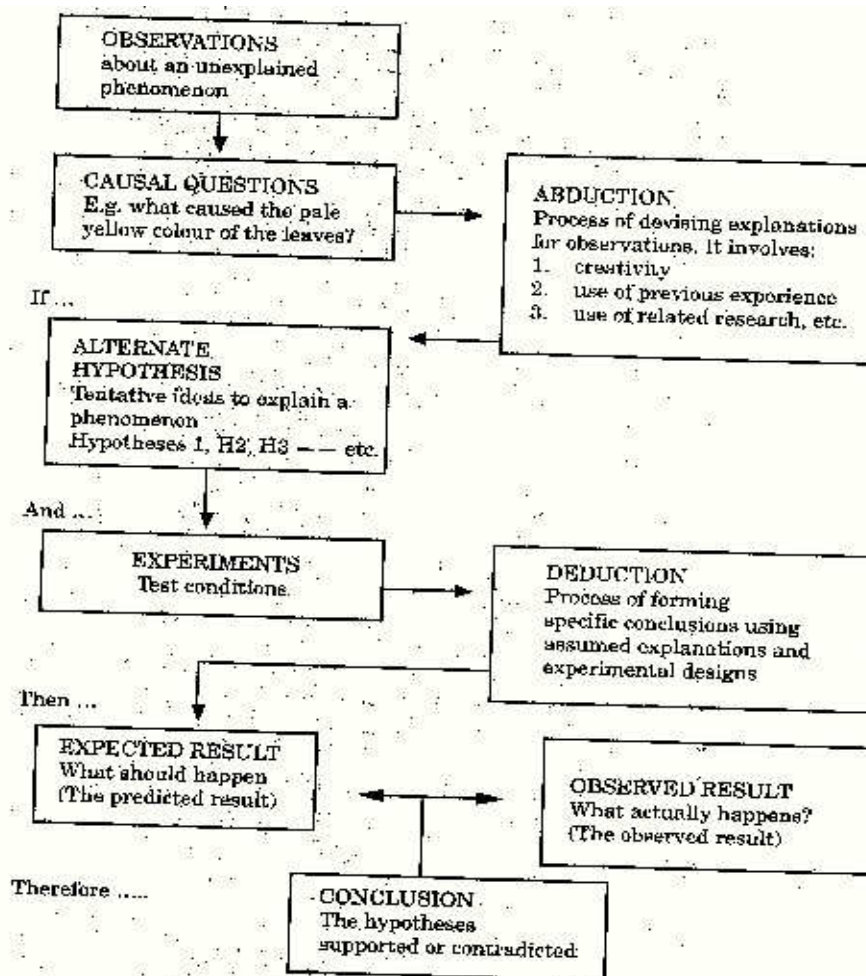 OBSERVATIONS
about an unexplained
phenomenon
CAUSAL QUESTIONS
E.g. what caused the pale
yellow colour of the leaves?
ABDUCTION
Process of devising explanations
for observations. It involves:
1. creativity
2. use of previous experience
3. use of related research, etc.
If ...
ALTERNATE
HYPOTHESIS
Tentative ideas to explain a
phenomenon
Hypotheses 1, H2, H3 — — etc.
And ...
EXPERIMENTS
Test conditions
DEDUCTION
Process of forming
specific conclusions using
assumed explanations and
experimental designs
Then ...
EXPECTED RESULT
What should happen
(The predicted result)
OBSERVED RESULT
What actually happens?
(The observed result)
Therefore .....
CONCLUSION
The hypotheses
supported or contradicted